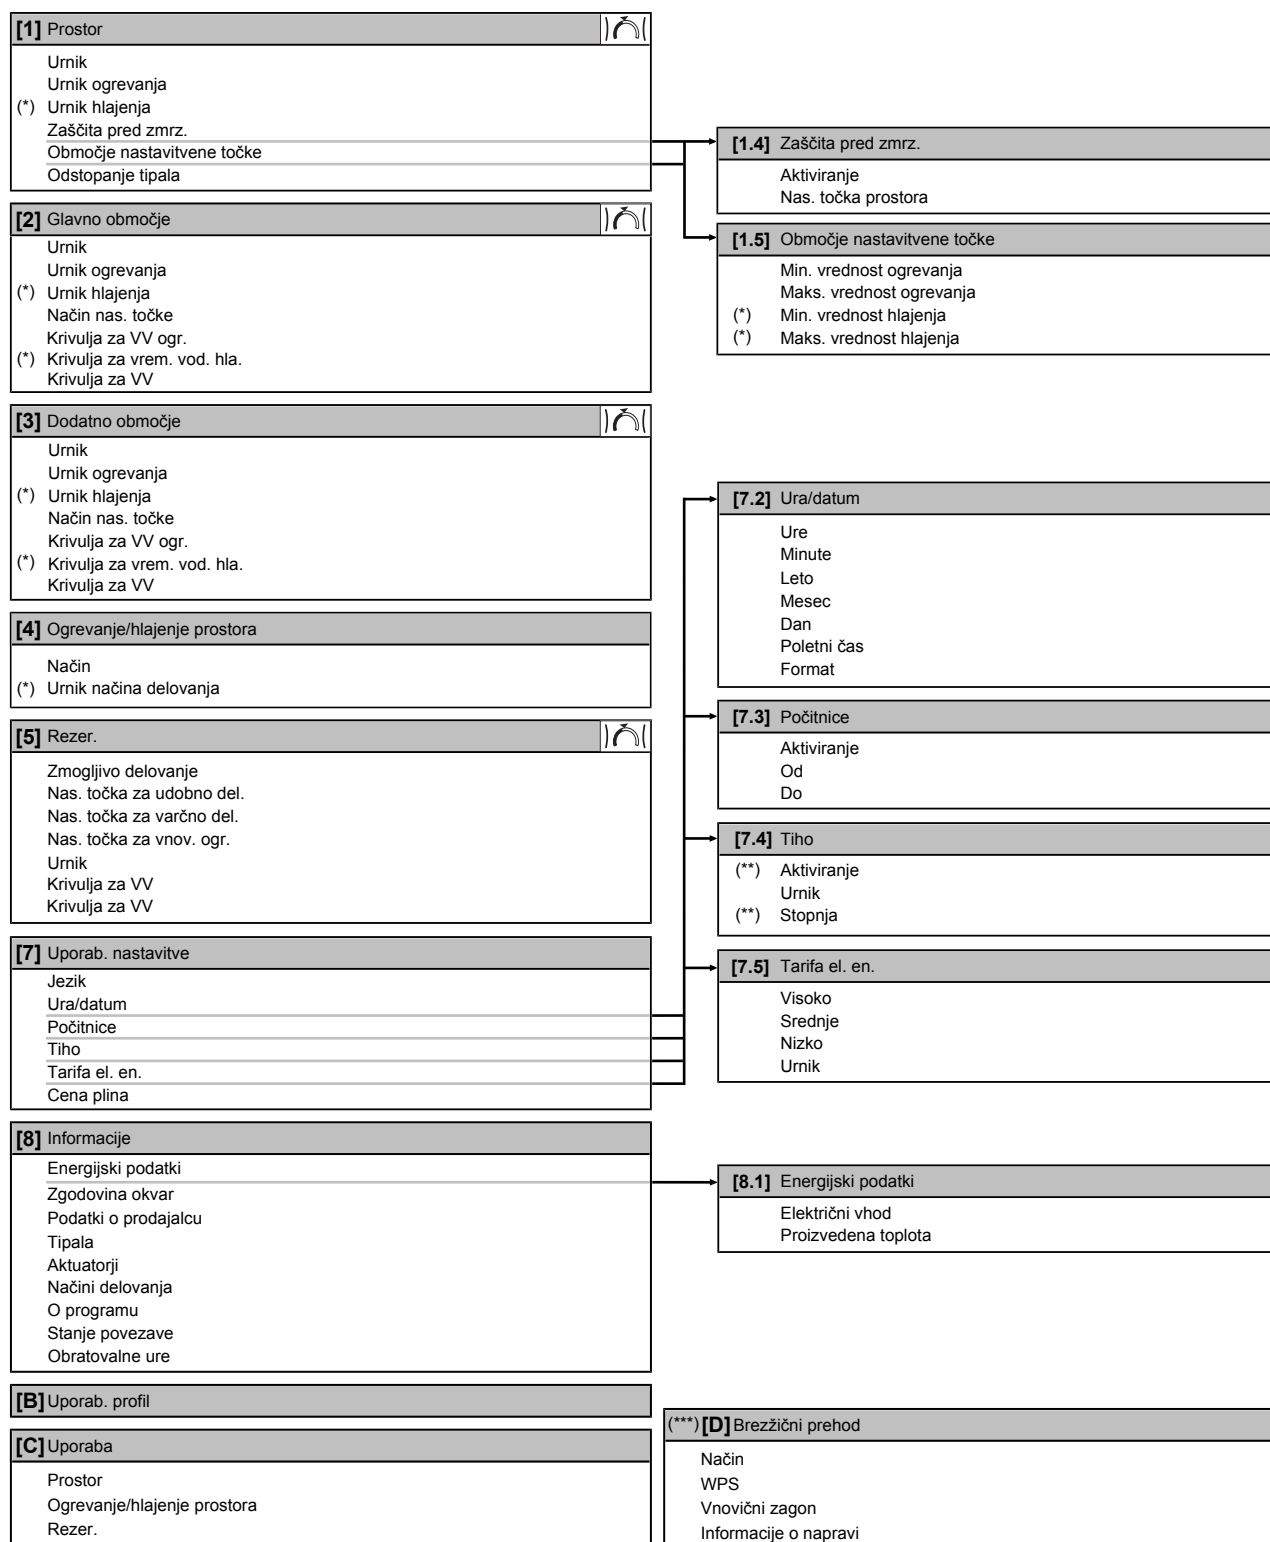 [1] Prostor
Urnik
Urnik ogrevanja
(*) Urnik hlajenja
Zaščita pred zmrz.
Območje nastavitvene točke
Odstopanje tipala
[1.4] Zaščita pred zmrz.
Aktiviranje
Nas. točka prostora
[2] Glavno območje
Urnik
Urnik ogrevanja
(*) Urnik hlajenja
Način nas. točke
Krivulja za VV ogr.
(*) Krivulja za vrem. vod. hla.
Krivulja za VV
[1.5] Območje nastavitvene točke
Min. vrednost ogrevanja
Maks. vrednost ogrevanja
(*) Min. vrednost hlajenja
(*) Maks. vrednost hlajenja
[3] Dodatno območje
Urnik
Urnik ogrevanja
(*) Urnik hlajenja
Način nas. točke
Krivulja za VV ogr.
(*) Krivulja za vrem. vod. hla.
Krivulja za VV
[4] Ogrevanje/hlajenje prostora
Način
(*) Urnik načina delovanja
[7.2] Ura/datum
Ure
Minute
Leto
Mesec
Dan
Poletni čas
Format
[5] Rezer.
Zmogljivo delovanje
Nas. točka za udobno del.
Nas. točka za varčno del.
Nas. točka za vnov. ogr.
Urnik
Krivulja za VV
Krivulja za VV
[7.3] Počitnice
Aktiviranje
Od
Do
[7.4] Tiho
(**) Aktiviranje
Urnik
(**) Stopnja
[7] Uporab. nastavitve
Jezik
Ura/datum
Počitnice
Tiho
Tarifa el. en.
Cena plina
[7.5] Tarifa el. en.
Visoko
Srednje
Nizko
Urnik
[8] Informacije
Energijski podatki
Zgodovina okvar
Podatki o prodajalcu
Tipala
Aktuatorji
Načini delovanja
O programu
Stanje povezave
Obratovalne ure
[8.1] Energijski podatki
Električni vhod
Proizvedena toplota
[B] Uporab. profil
[C] Uporaba
Prostor
Ogrevanje/hlajenje prostora
Rezer.
(***) [D] Brezžični prehod
Način
WPS
Vnovični zagon
Informacije o napravi